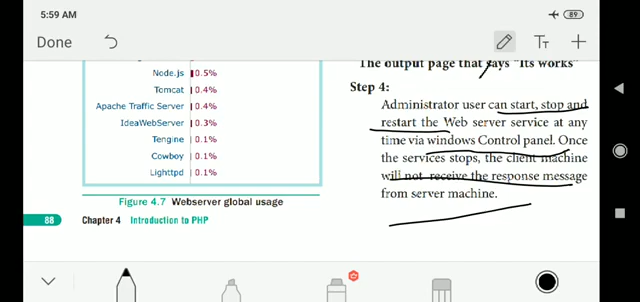 5:59 AM
89
Done
Tт
Node.js 0.5%
Tomcat 0.4%
Apache Traffic Server 0.4%
IdeaWebServer 0.3%
Tengine 0.1%
Cowboy 0.1%
Lighttpd 0.1%
Figure 4.7 Webserver global usage
88 Chapter 4 Introduction to PHP
The output page that says "Its works"
Step 4:
Administrator user can start, stop and
restart the Web server service at any
time via windows Control panel. Once
the services stops, the client machine
will not receive the response message
from server machine.